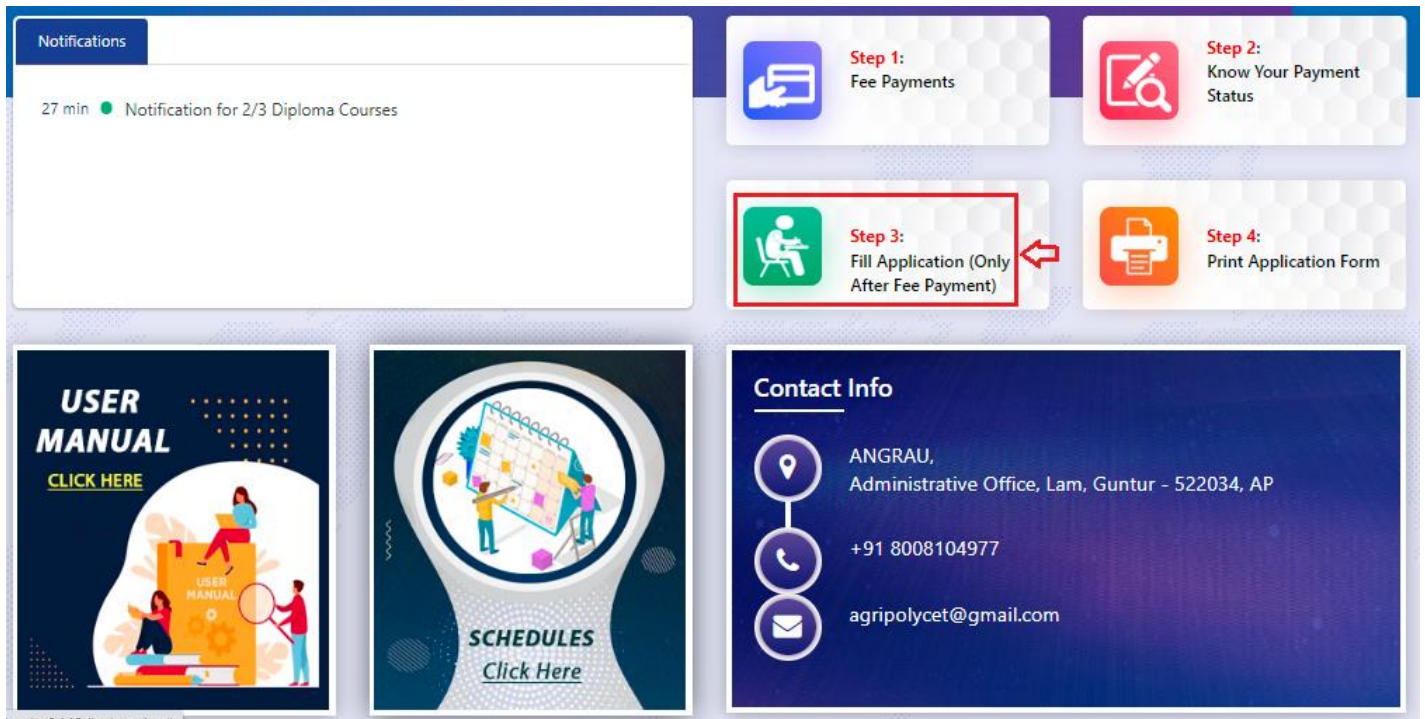 Notifications
27 min Notification for 2/3 Diploma Courses
Step 1:
Fee Payments
Step 2:
Know Your Payment
Status
Step 3:
Fill Application (Only
After Fee Payment)
Step 4:
Print Application Form
USER
MANUAL
CLICK HERE
USER
MANUAL
SCHEDULES
Click Here
Contact Info
ANGRAU,
Administrative Office, Lam, Guntur - 522034, AP
+91 8008104977
agripolycet@gmail.com